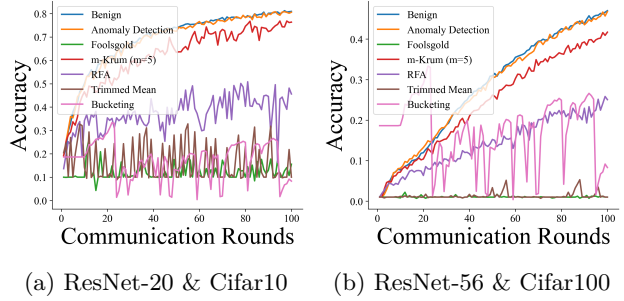 0.8
0.7
0.6
0.5
0.4
0.3
0.2
0.1
0.0
Accuracy
Benign
Anomaly Detection
Foolsgold
m-Krum (m=5)
RFA
Trimmed Mean
Bucketing
0 20 40 60 80 100
Communication Rounds
(a) ResNet-20 & Cifar10
0.4
0.3
0.2
0.1
0.0
Accuracy
Benign
Anomaly Detection
Foolsgold
m-Krum (m=5)
RFA
Trimmed Mean
Bucketing
0 20 40 60 80 100
Communication Rounds
(b) ResNet-56 & Cifar100